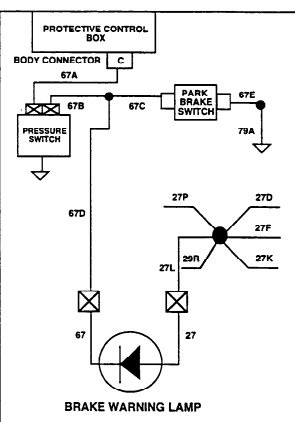 PROTECTIVE CONTROL
BOX
BODY CONNECTOR
C
67A
67B
67C
PARK
BRAKE
SWITCH
67E
PRESSURE
SWITCH
79A
67D
27P
27D
27F
29R
27L
27K
67
27
BRAKE WARNING LAMP